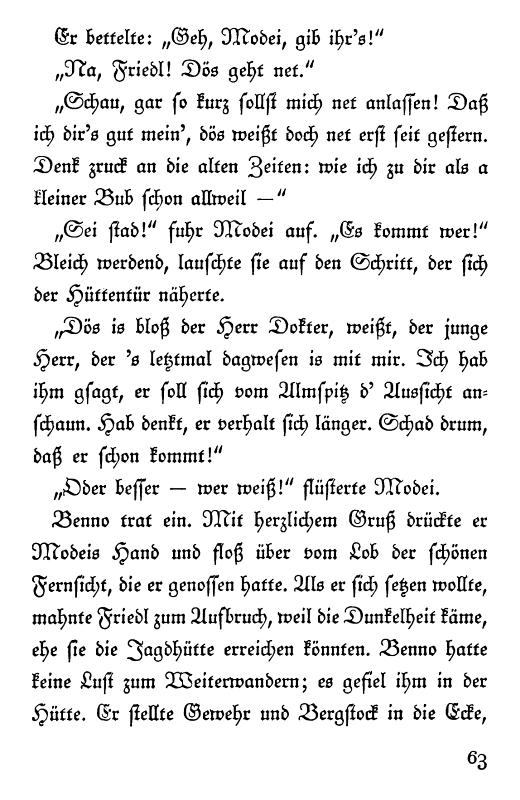 Er bettelte: „Geh, Modei, gib ihr's!“
„Na, Friedl! Dös geht net.“
„Schau, gar so kurz sollst mich net anlassen! Daß
ich dir's gut mein', dös weißt doch net erst seit gestern.
Denk zruck an die alten Zeiten: wie ich zu dir als a
kleiner Bub schon allweil —“
„Sei stad!“ fuhr Modei auf. „Es kommt wer!“
Bleich werdend, lauschte sie auf den Schritt, der sich
der Hüttentür näherte.
„Dös is bloß der Herr Dokter, weißt, der junge
Herr, der 's letztmal dagwesen is mit mir. Ich hab
ihm gsagt, er soll sich vom Almspitz d' Aussicht an-
schaun. Hab denkt, er verhalt sich länger. Schad drum,
daß er schon kommt!“
„Oder besser — wer weiß!“ flüsterte Modei.
Benno trat ein. Mit herzlichem Gruß drückte er
Modeis Hand und floß über vom Lob der schönen
Fernsicht, die er genossen hatte. Als er sich setzen wollte,
mahnte Friedl zum Aufbruch, weil die Dunkelheit käme,
ehe sie die Jagdhütte erreichen könnten. Benno hatte
keine Lust zum Weiterwandern; es gefiel ihm in der
Hütte. Er stellte Gewehr und Bergstock in die Ecke,
63